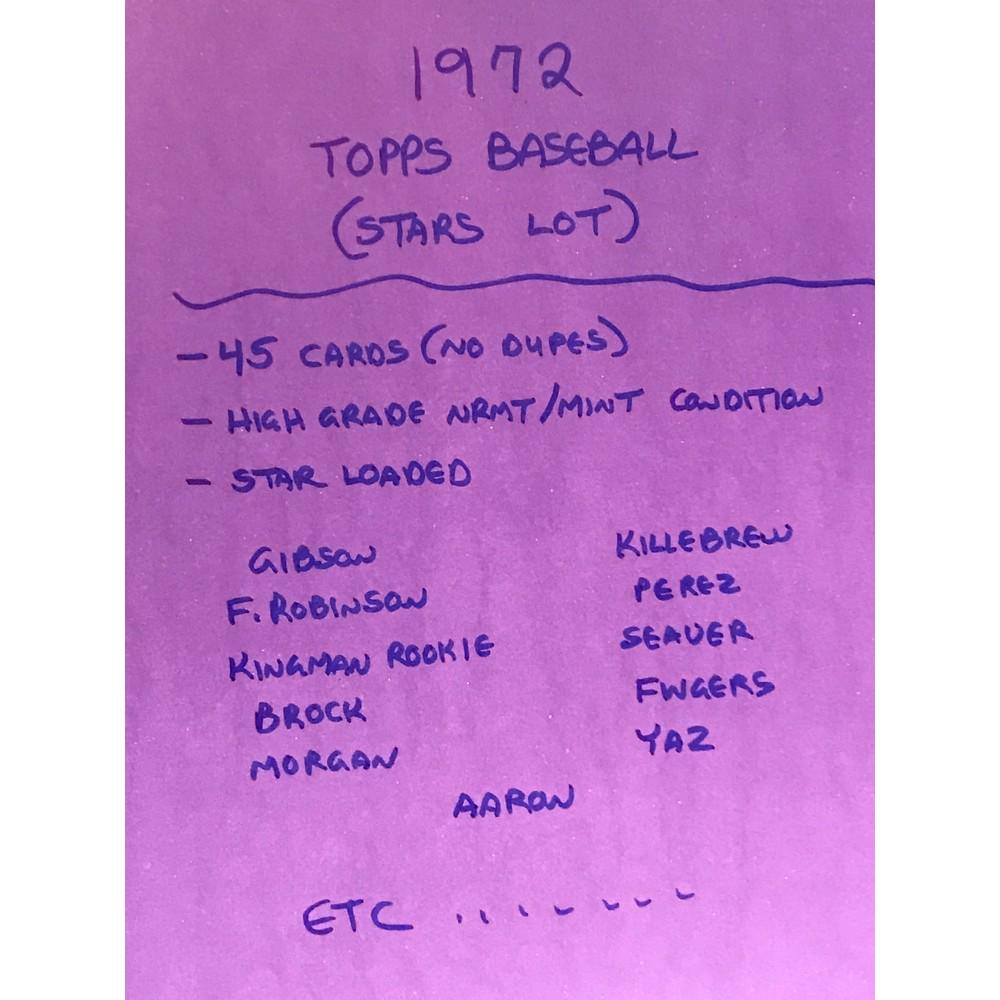 1972
TOPPS BASEBALL
(STARS LOT)
- 45 CARDS (NO DUPES)
- HIGH GRADE NRMT/MINT CONDITION
- STAR LOADED
GIBSON
F. ROBINSON
KINGMAN ROOKIE
BROCK
MORGAN
KILLEBREW
PEREZ
SEAVER
FINGERS
YAZ
AARON
ETC .......